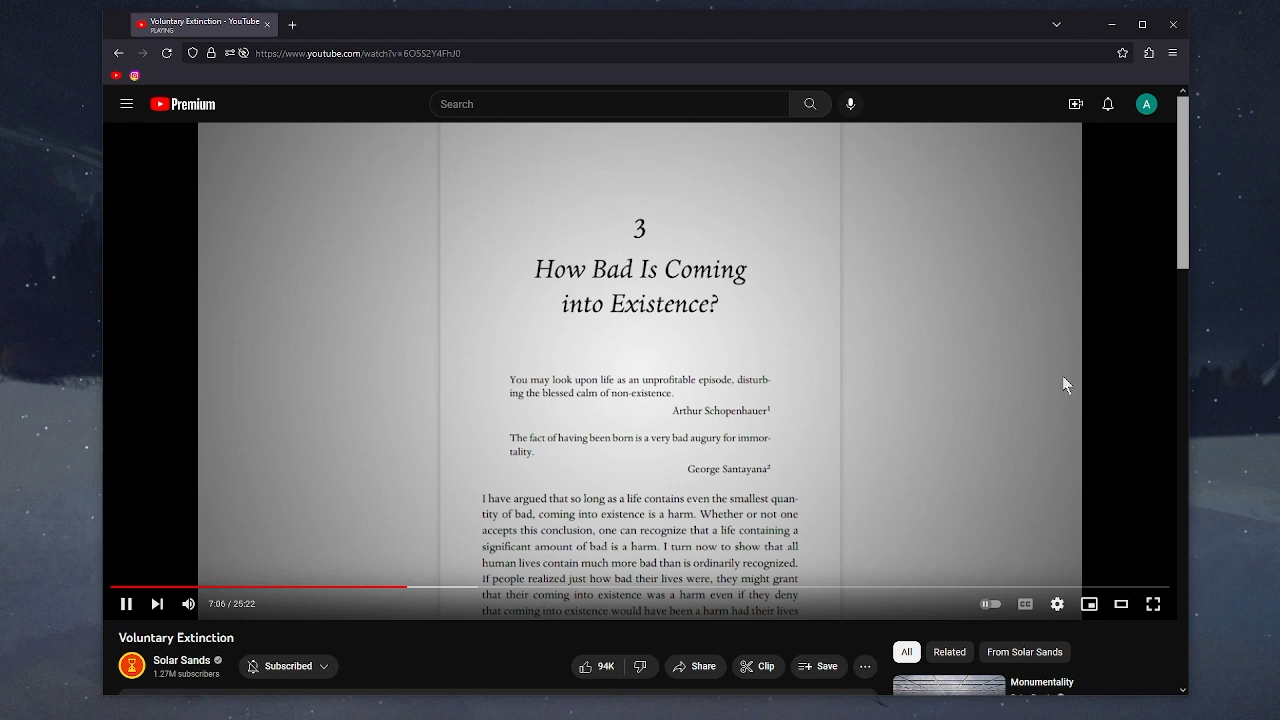 Voluntary Extinction - YouTube
PLAYING
https://www.youtube.com/watch?v=6O5S2Y4FhJ0
Premium
Search
A
3
How Bad Is Coming
into Existence?
You may look upon life as an unprofitable episode, disturb-
ing the blessed calm of non-existence.
Arthur Schopenhauer¹
The fact of having been born is a very bad augury for immor-
tality.
George Santayana²
I have argued that so long as a life contains even the smallest quan-
tity of bad, coming into existence is a harm. Whether or not one
accepts this conclusion, one can recognize that a life containing a
significant amount of bad is a harm. I turn now to show that all
human lives contain much more bad than is ordinarily recognized.
If people realized just how bad their lives were, they might grant
that their coming into existence was a harm even if they deny
that coming into existence would have been a harm had their lives
7:06 / 25:22
CC
Voluntary Extinction
Solar Sands
1.27M subscribers
Subscribed
94K
Share
Clip
Save
All
Related
From Solar Sands
Monumentality